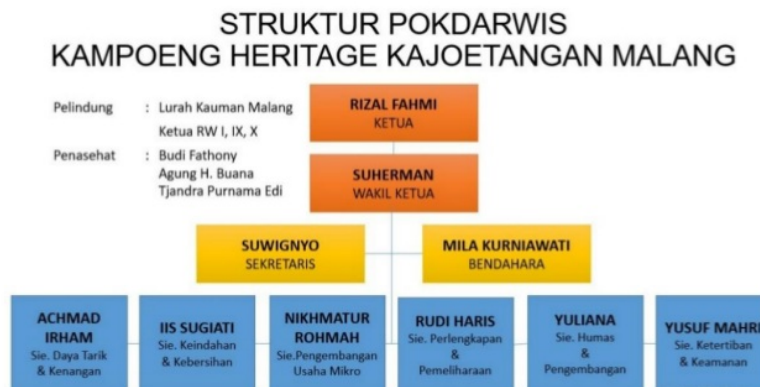 STRUKTUR POKDARWIS
KAMPOENG HERITAGE KAJOETANGAN MALANG
Pelindung : Lurah Kauman Malang
Ketua RW I, IX, X
Penasehat : Budi Fathony
Agung H. Buana
Tjandra Purnama Edi
RIZAL FAHMI
KETUA
SUHERMAN
WAKIL KETUA
SUWIGNYO
SEKRETARIS
MILA KURNIAWATI
BENDAHARA
ACHMAD
IRHAM
Sie. Daya Tarik
& Kenangan
IIS SUGIATI
Sie. Keindahan
& Kebersihan
NIKHMATUR
ROHMAH
Sie.Pengembangan
Usaha Mikro
RUDI HARIS
Sie. Perlengkapan
&
Pemeliharaan
YULIANA
Sie. Humas
&
Pengembangan
YUSUF MAHRI
Sie. Ketertiban
& Keamanan